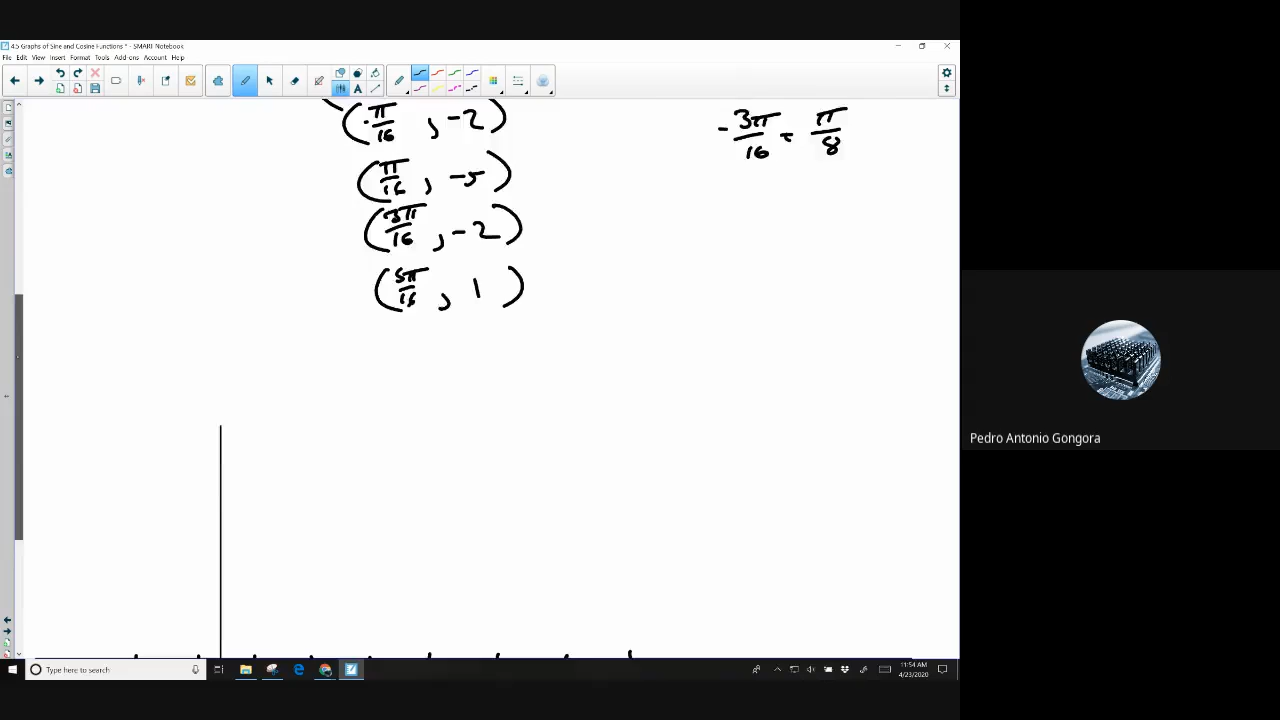 4.5 Graphs of Sine and Cosine Functions * - SMART Notebook
File Edit View Insert Format Tools Add-ons Account Help
(-π/16, -2)
-3π/16 + π/8
(π/16, -5)
(3π/16, -2)
(5π/16, 1)
Pedro Antonio Gongora
Type here to search
11:54 AM
4/23/2020